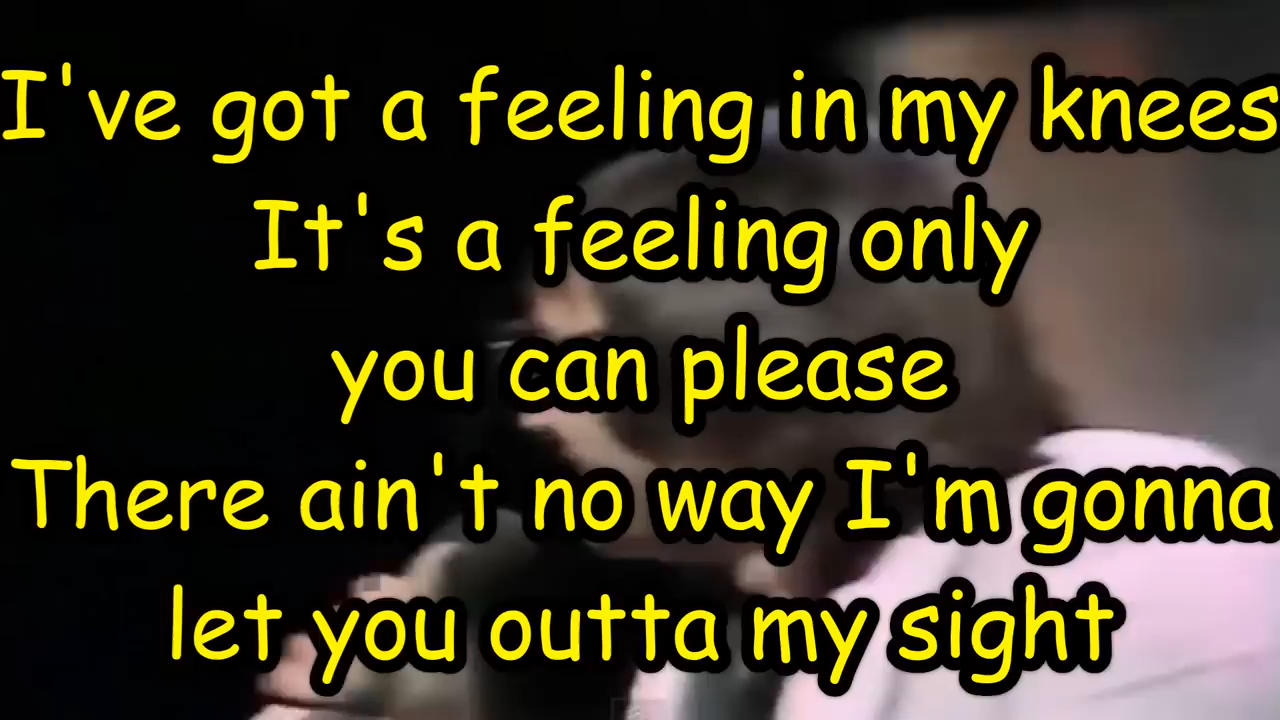 I've got a feeling in my knees
It's a feeling only
you can please
There ain't no way I'm gonna
let you outta my sight